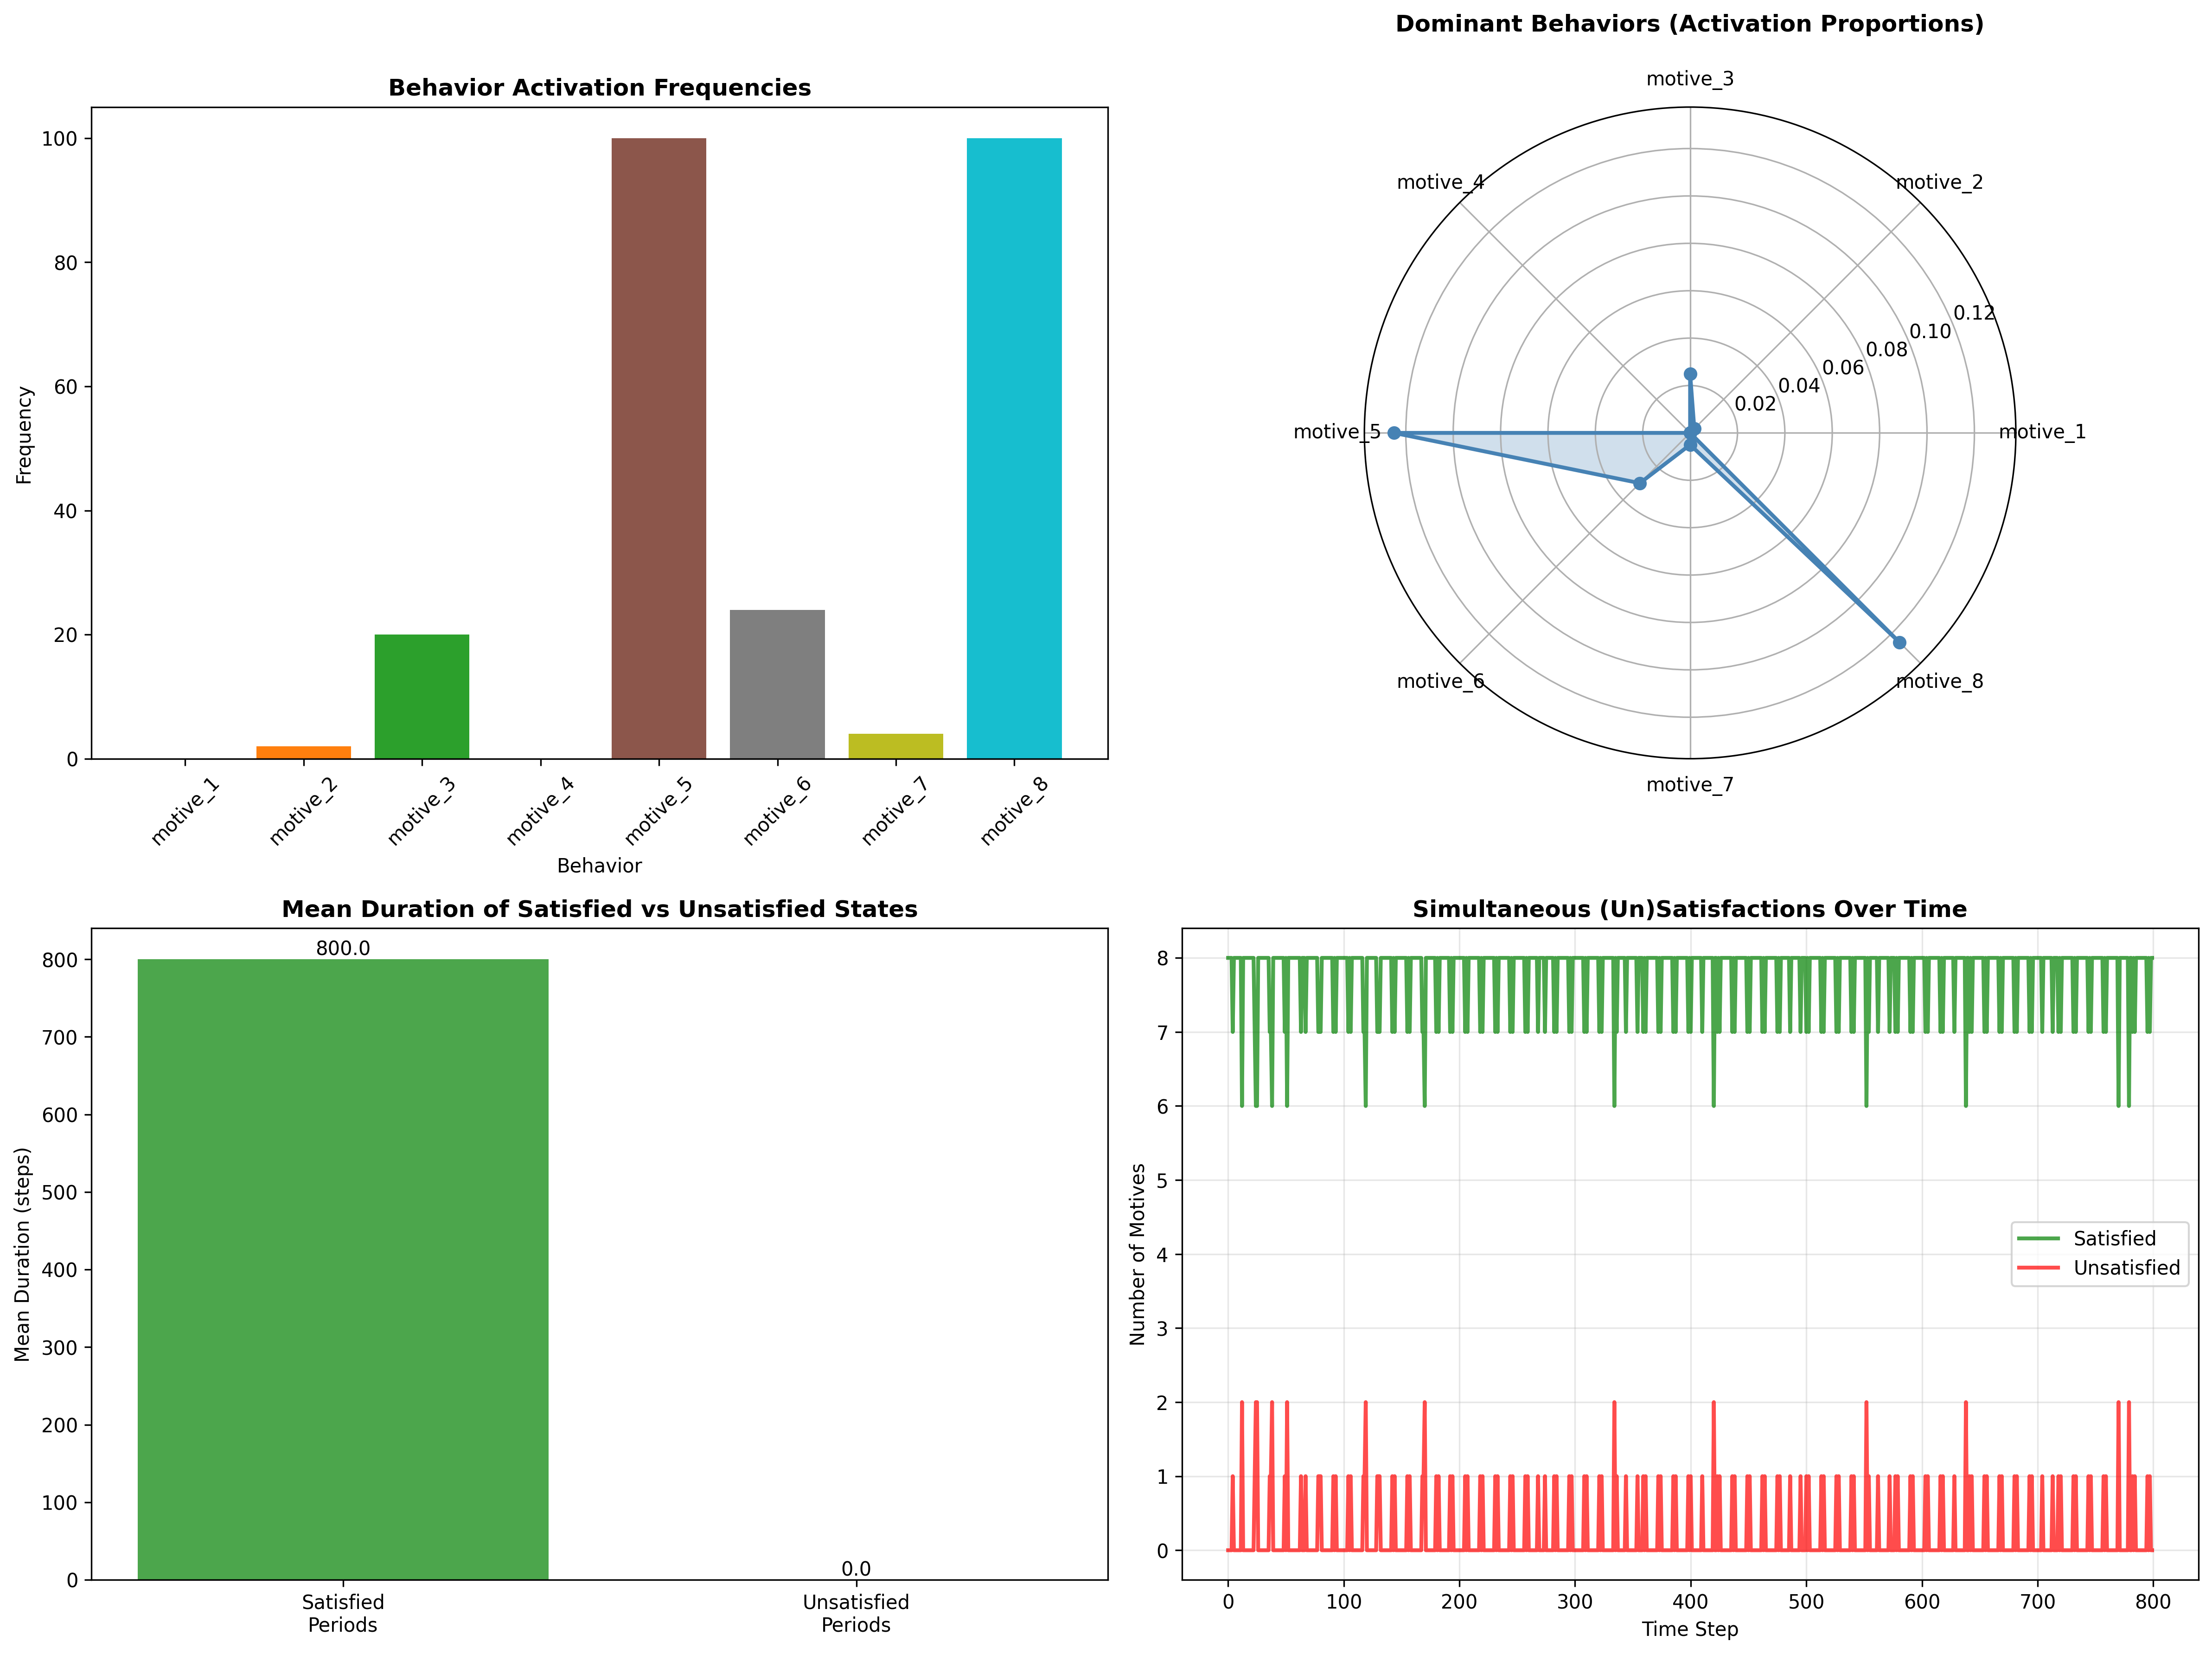 Behavior Activation Frequencies
Frequency
100
80
60
40
20
0
motive_1
motive_2
motive_3
motive_4
motive_5
motive_6
motive_7
motive_8
Behavior
Dominant Behaviors (Activation Proportions)
motive_3
motive_4
motive_2
0.12
0.10
0.08
0.06
0.04
0.02
motive_5
motive_1
motive_6
motive_8
motive_7
Mean Duration of Satisfied vs Unsatisfied States
Mean Duration (steps)
800
700
600
500
400
300
200
100
0
800.0
0.0
Satisfied
Periods
Unsatisfied
Periods
Simultaneous (Un)Satisfactions Over Time
Number of Motives
8
7
6
5
4
3
2
1
0
Satisfied
Unsatisfied
0
100
200
300
400
500
600
700
800
Time Step